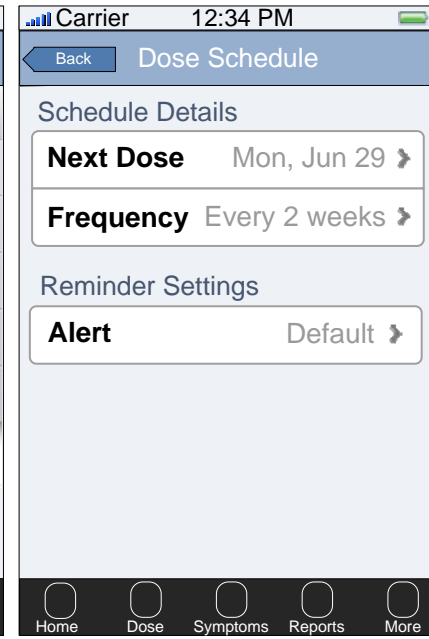 Carrier 12:34 PM
Back Dose Schedule
Schedule Details
Next Dose Mon, Jun 29
Frequency Every 2 weeks
Reminder Settings
Alert Default
Home Dose Symptoms Reports More